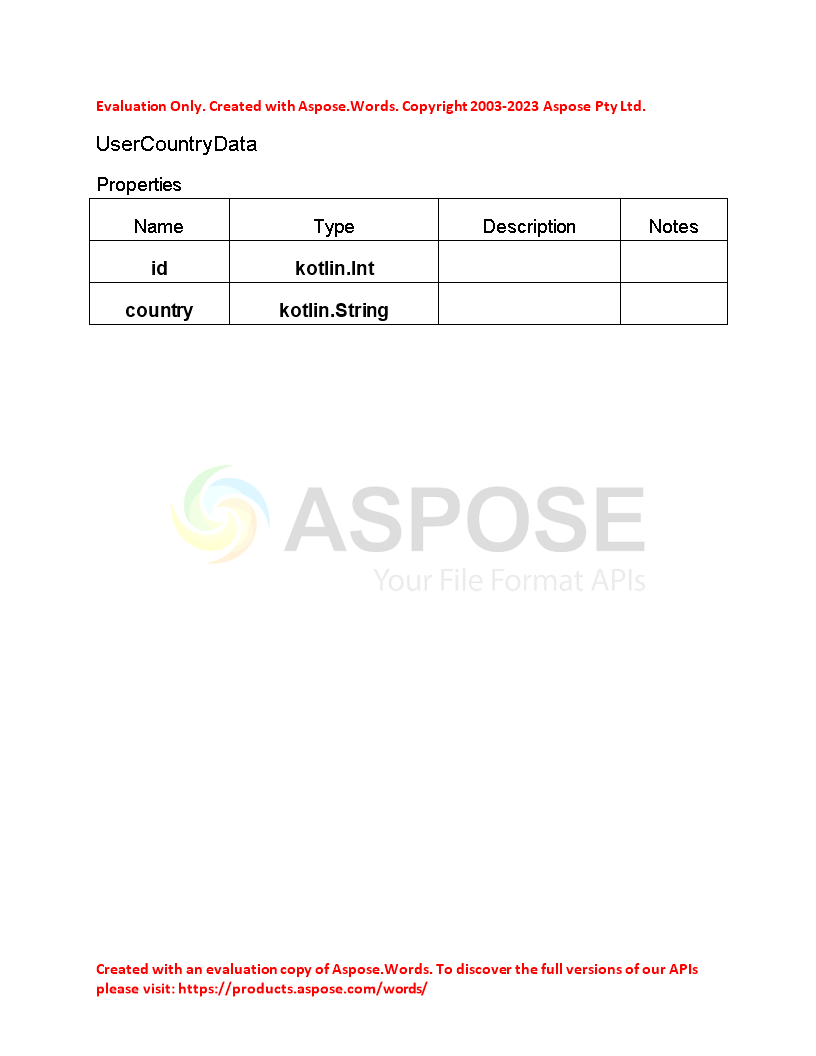 Evaluation Only. Created with Aspose.Words. Copyright 2003-2023 Aspose Pty Ltd.
UserCountryData
Properties
Name Type Description Notes
id kotlin.Int
country kotlin.String
ASPOSE
Your File Format APIs
Created with an evaluation copy of Aspose.Words. To discover the full versions of our APIs
please visit: https://products.aspose.com/words/